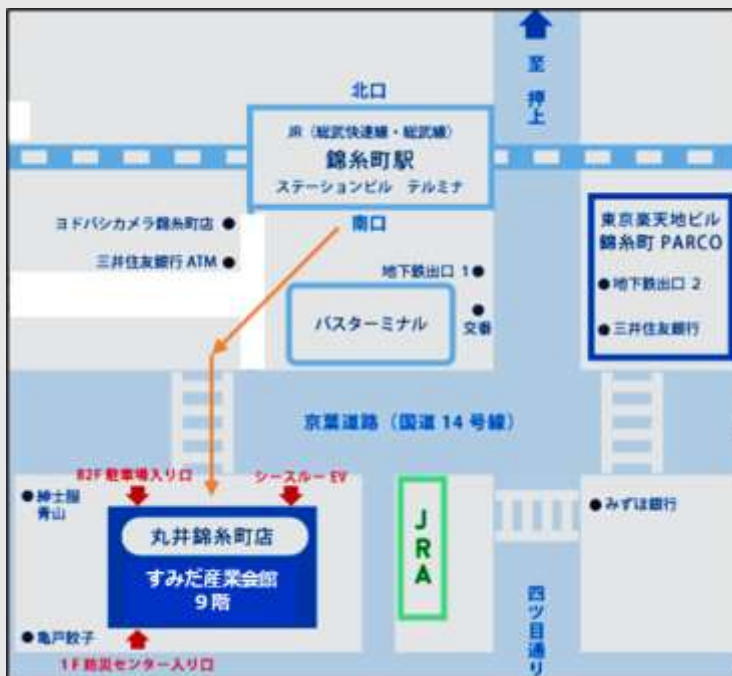 至 押上
北口
JR（総武快速線・総武線）
錦糸町駅
ステーションビル テルミナ
南口
ヨドバシカメラ錦糸町店
三井住友銀行 ATM
地下鉄出口 1
バスターミナル
交番
東京楽天地ビル
錦糸町 PARCO
地下鉄出口 2
三井住友銀行
京葉道路（国道 14 号線）
B2F 駐車場入り口
シースルー EV
紳士服
青山
丸井錦糸町店
すみだ産業会館
9 階
JRA
みずほ銀行
四ツ目通り
亀戸餃子
1F 防災センター入り口